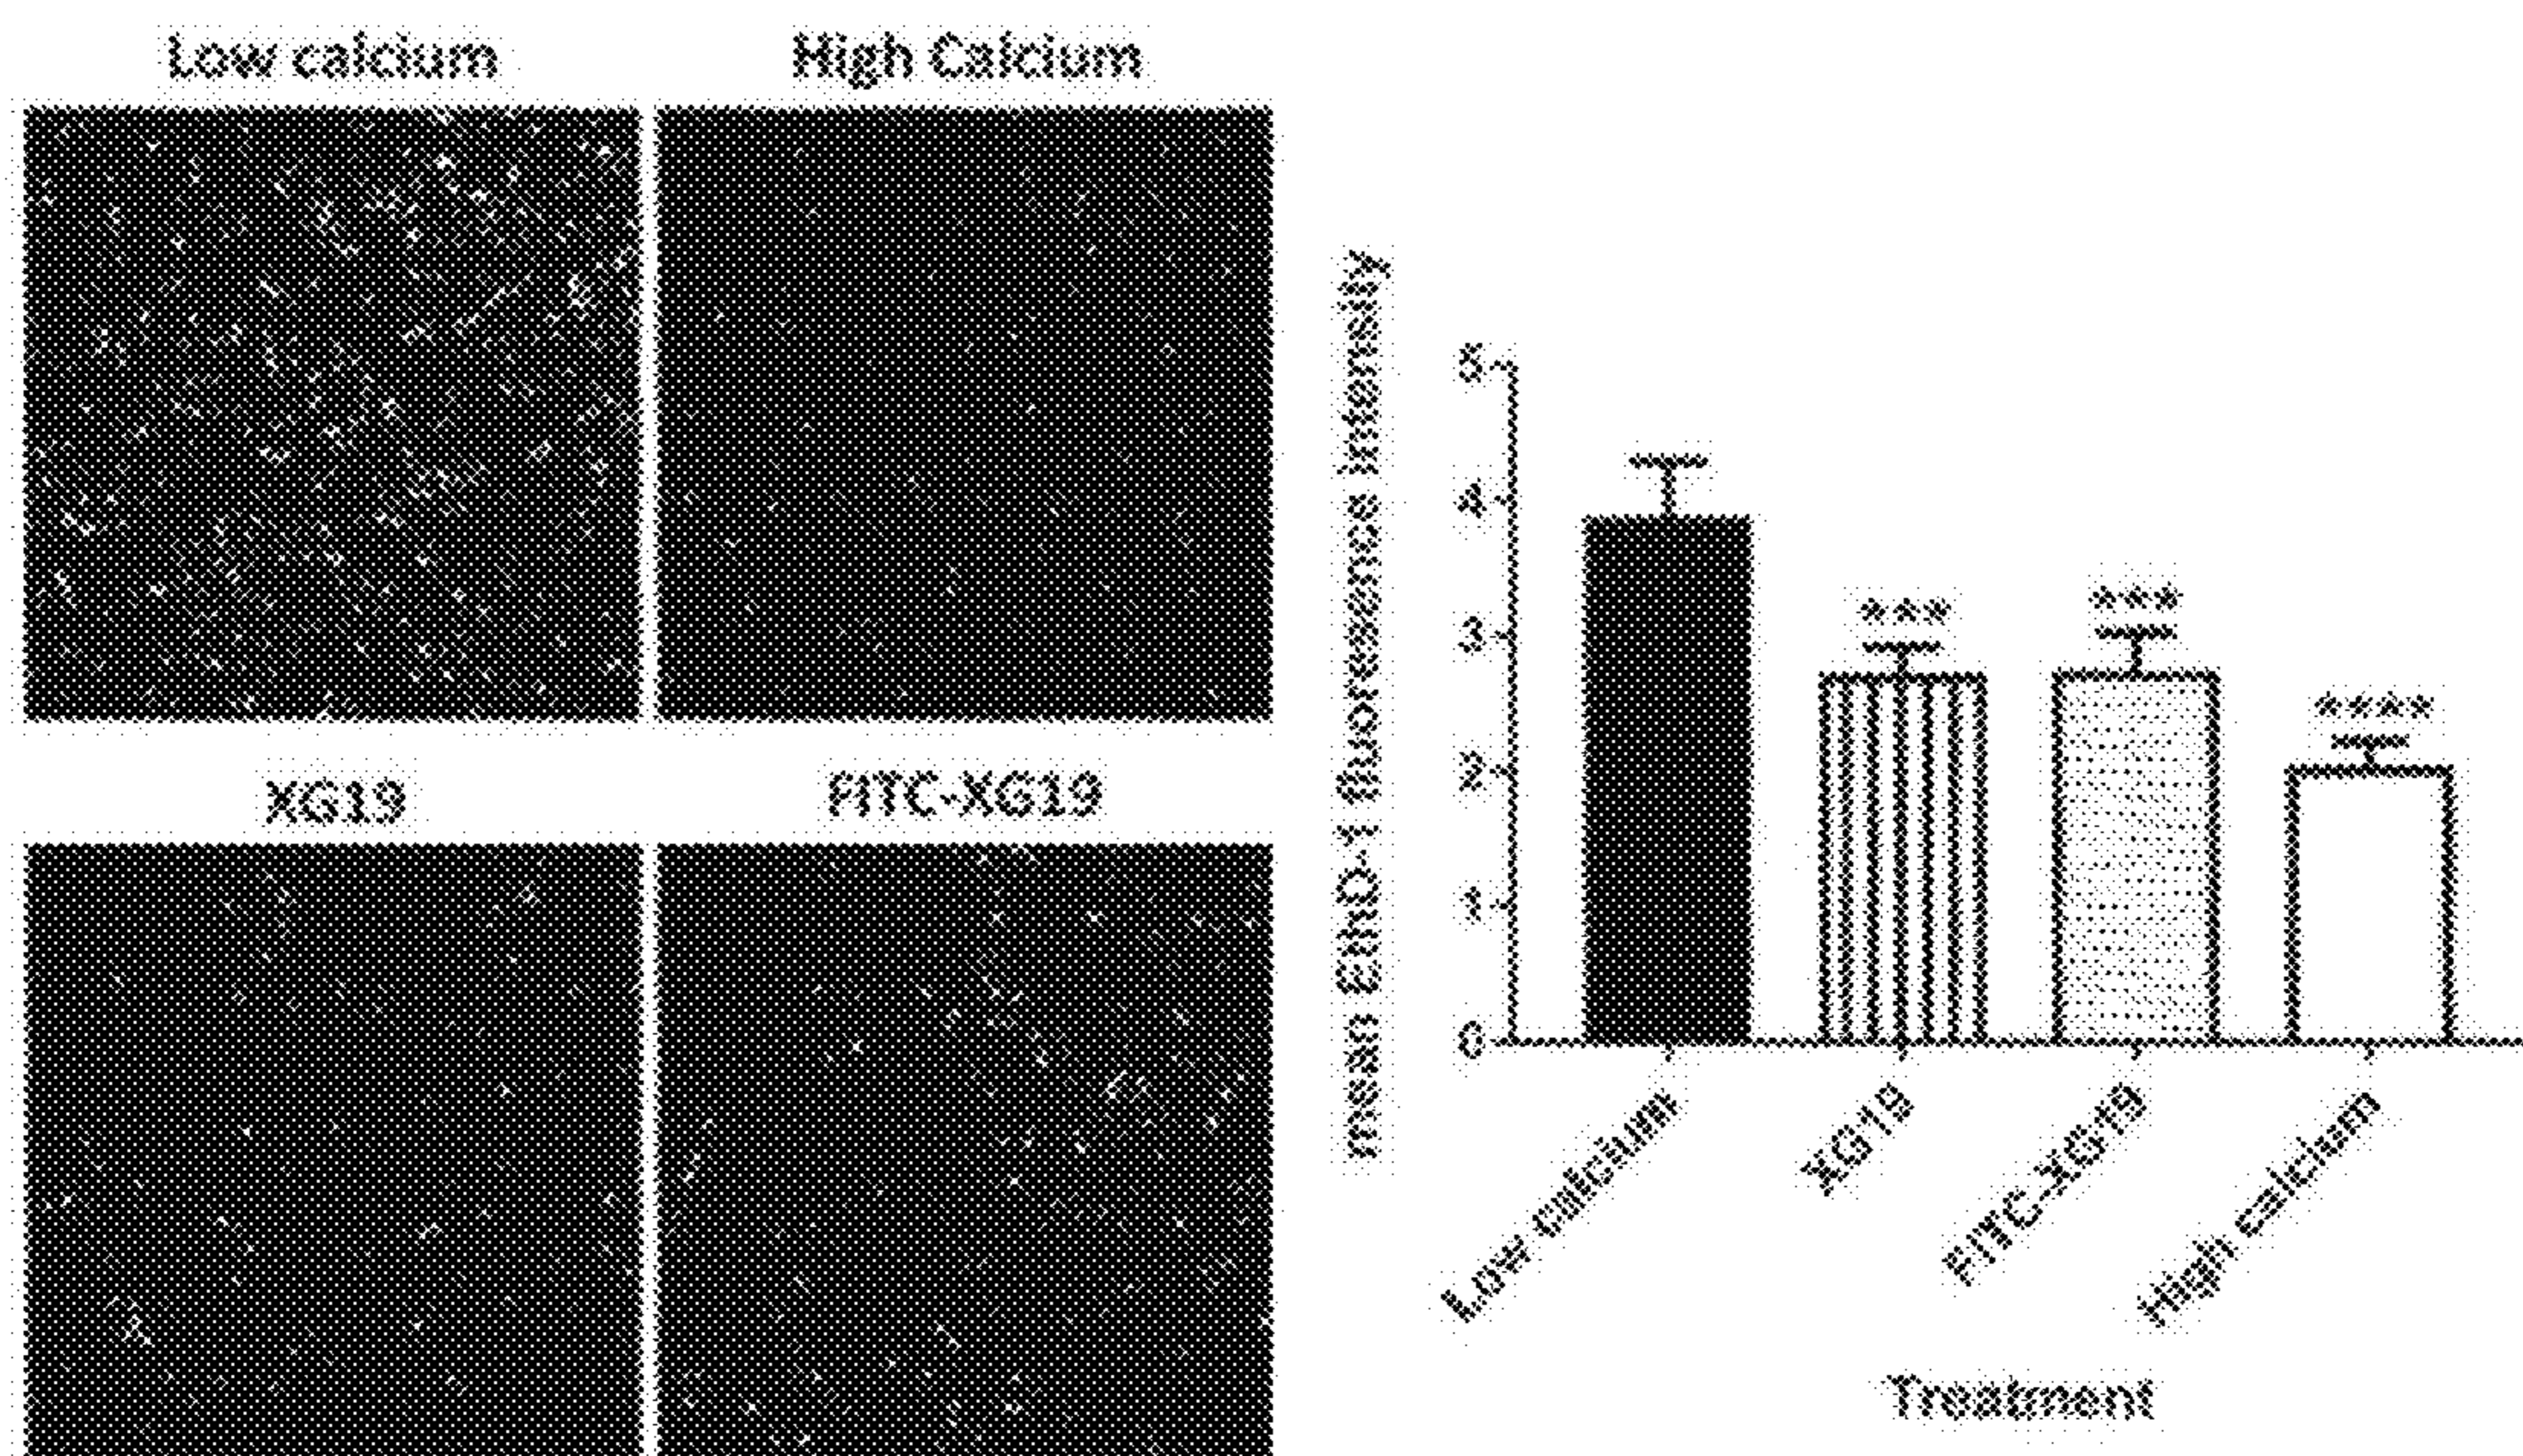 Low calcium
High Calcium
XG19
FITC-XG19
mean EthD-1 fluoresence intensity
5
4
3
2
1
0
***
***
****
Low calcium
XG19
FITC-XG19
High calcium
Treatment